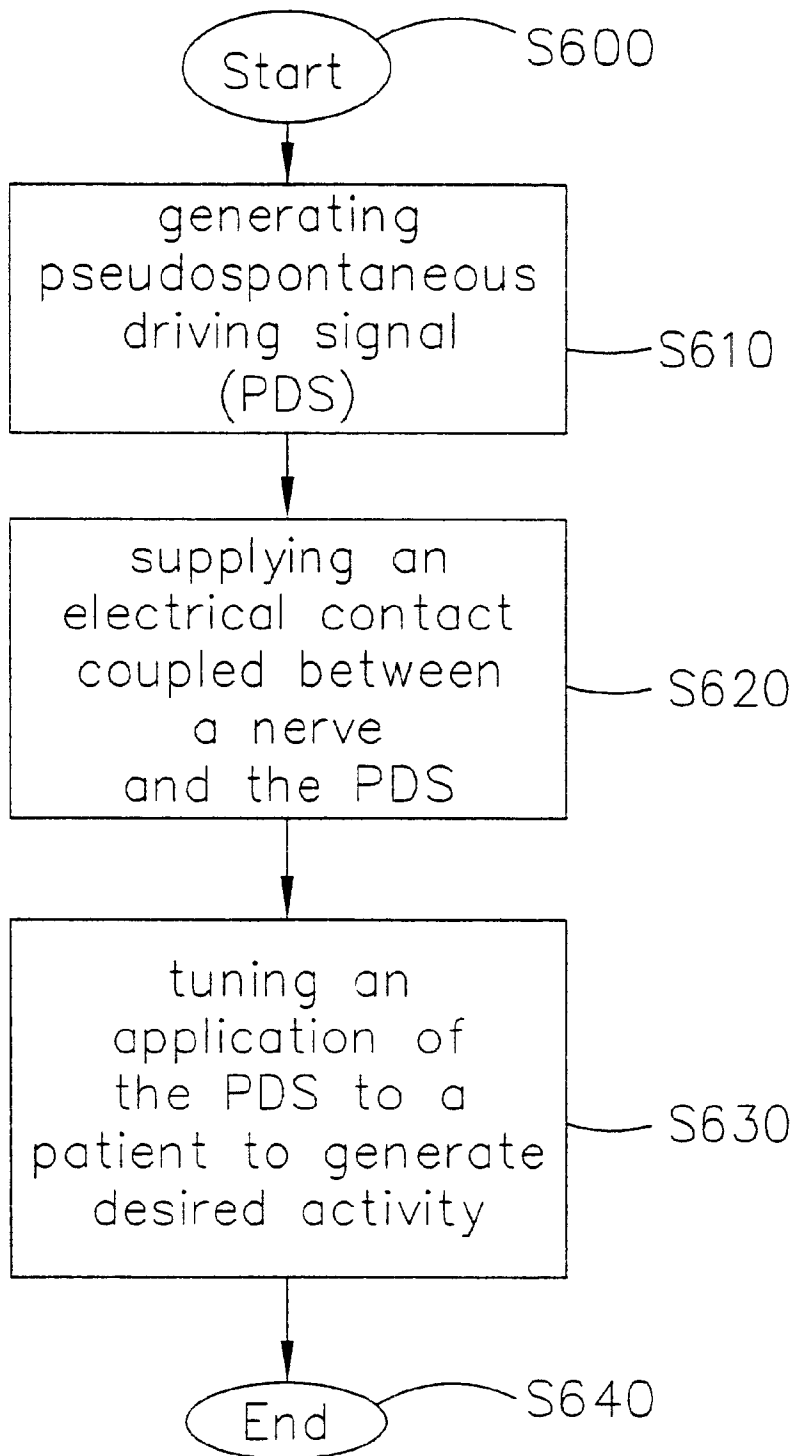 Start
S600
generating
pseudospontaneous
driving signal
(PDS)
S610
supplying an
electrical contact
coupled between
a nerve
and the PDS
S620
tuning an
application of
the PDS to a
patient to generate
desired activity
S630
End
S640